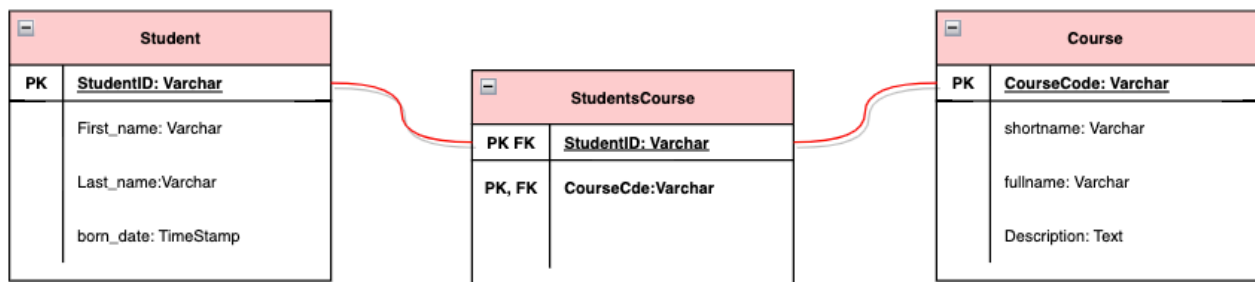 Student
PK StudentID: Varchar
First_name: Varchar
Last_name:Varchar
born_date: TimeStamp
StudentsCourse
PK FK StudentID: Varchar
PK, FK CourseCde:Varchar
Course
PK CourseCode: Varchar
shortname: Varchar
fullname: Varchar
Description: Text